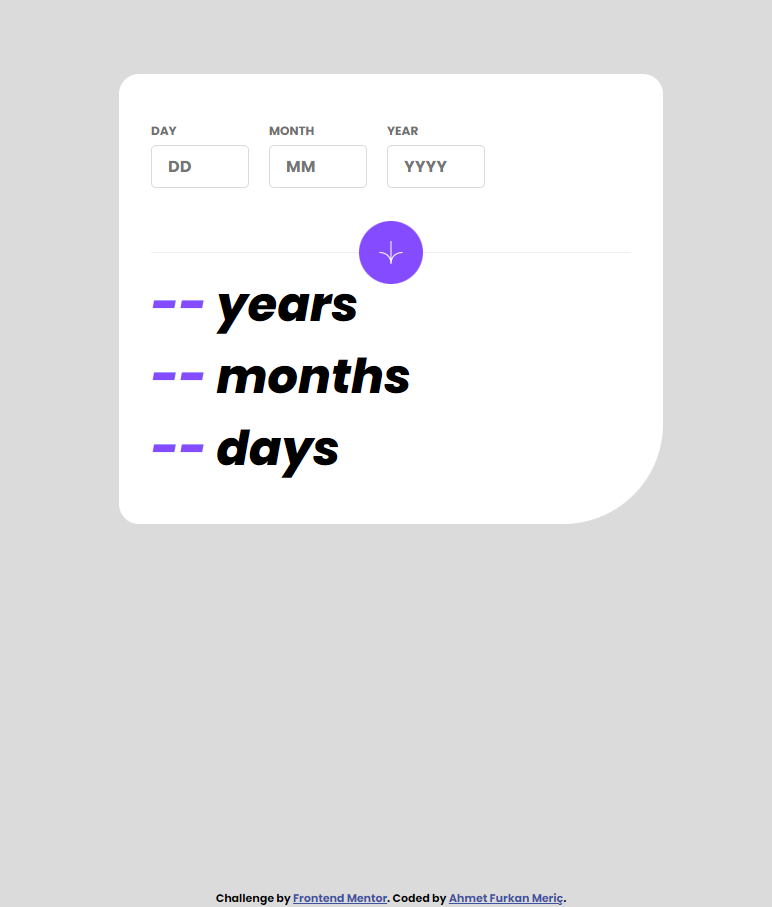 DAY MONTH YEAR
DD MM YYYY
-- years
-- months
-- days
Challenge by Frontend Mentor. Coded by Ahmet Furkan Meriç.